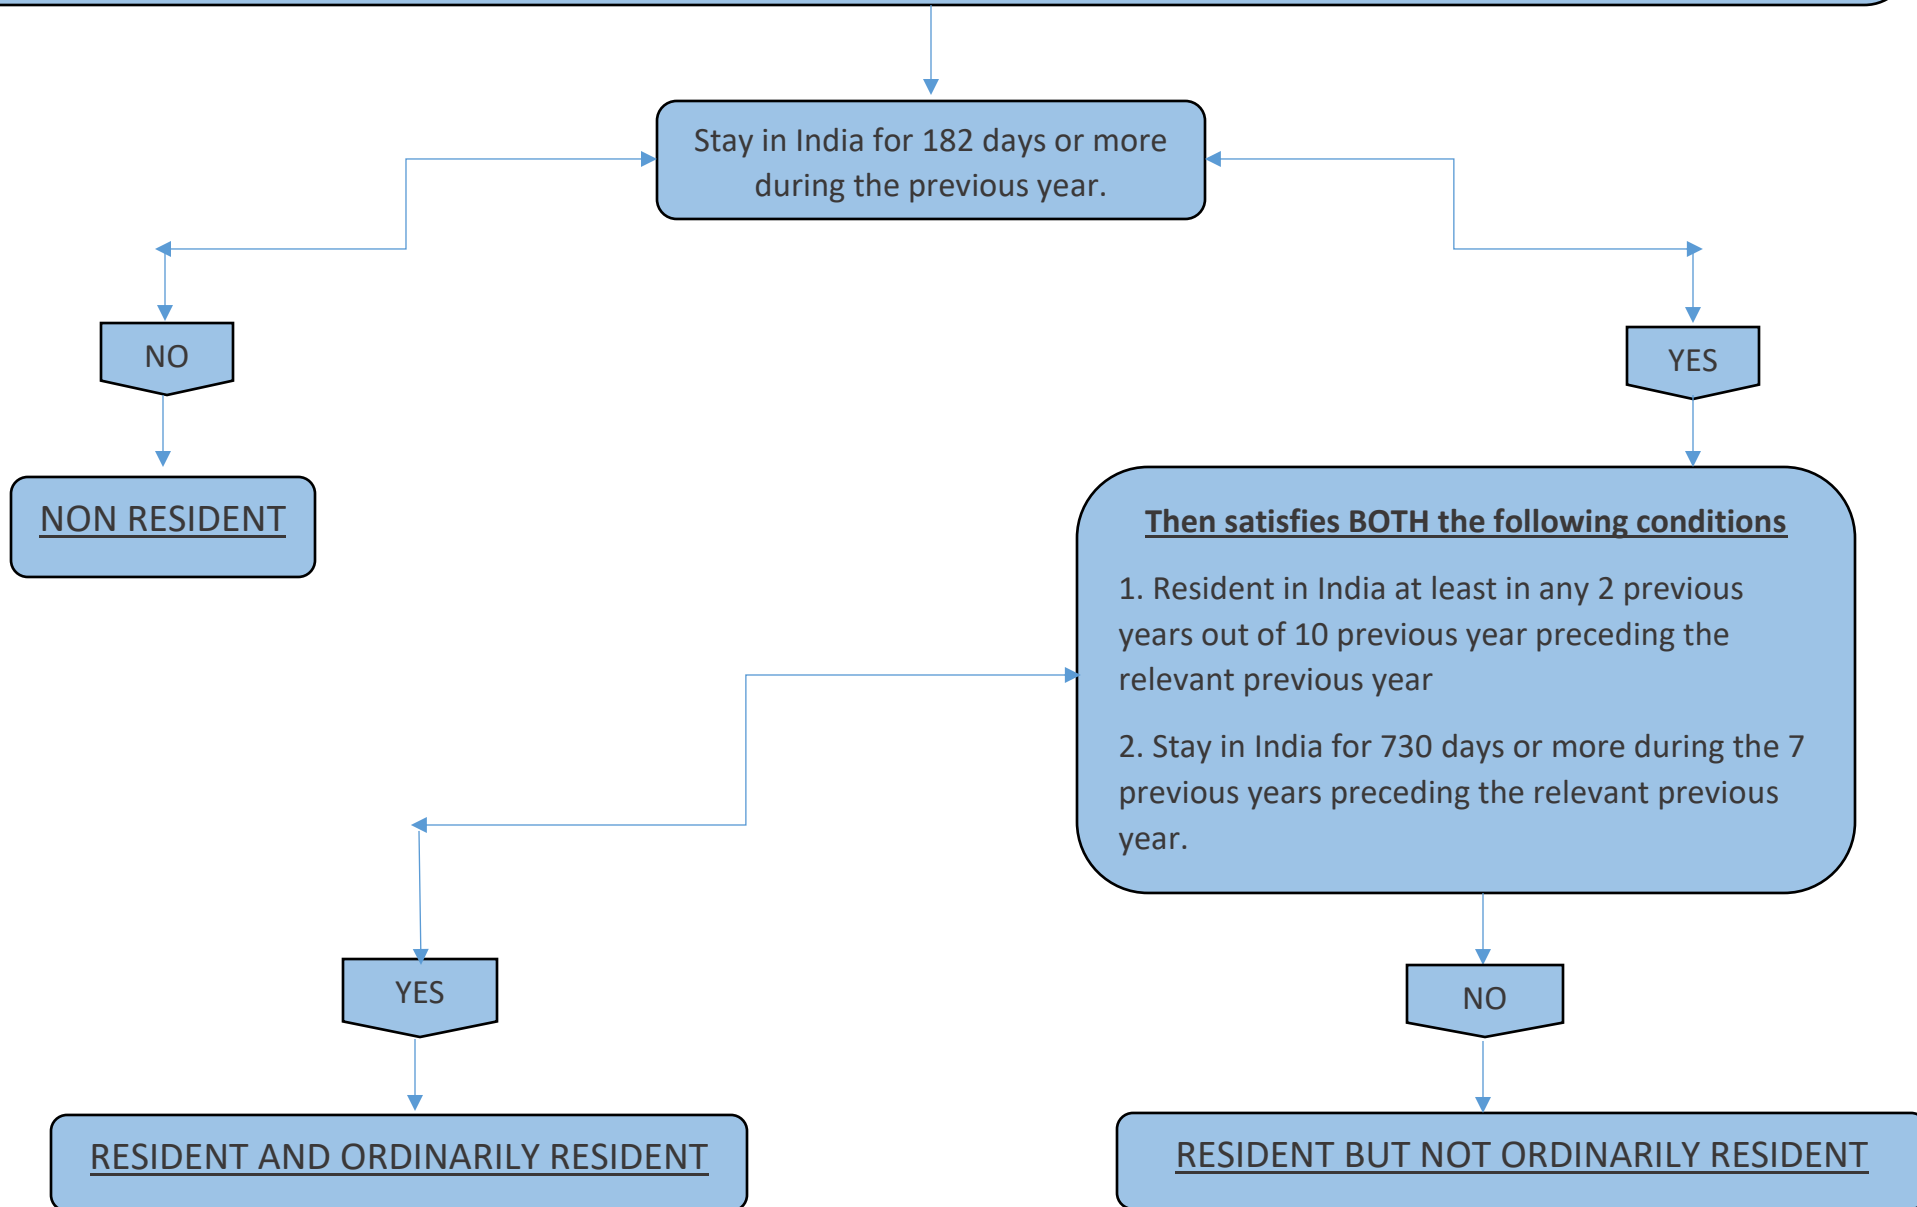 Stay in India for 182 days or more
during the previous year.
NO
YES
NON RESIDENT
Then satisfies BOTH the following conditions
1. Resident in India at least in any 2 previous
years out of 10 previous year preceding the
relevant previous year
2. Stay in India for 730 days or more during the 7
previous years preceding the relevant previous
year.
YES
NO
RESIDENT AND ORDINARILY RESIDENT
RESIDENT BUT NOT ORDINARILY RESIDENT